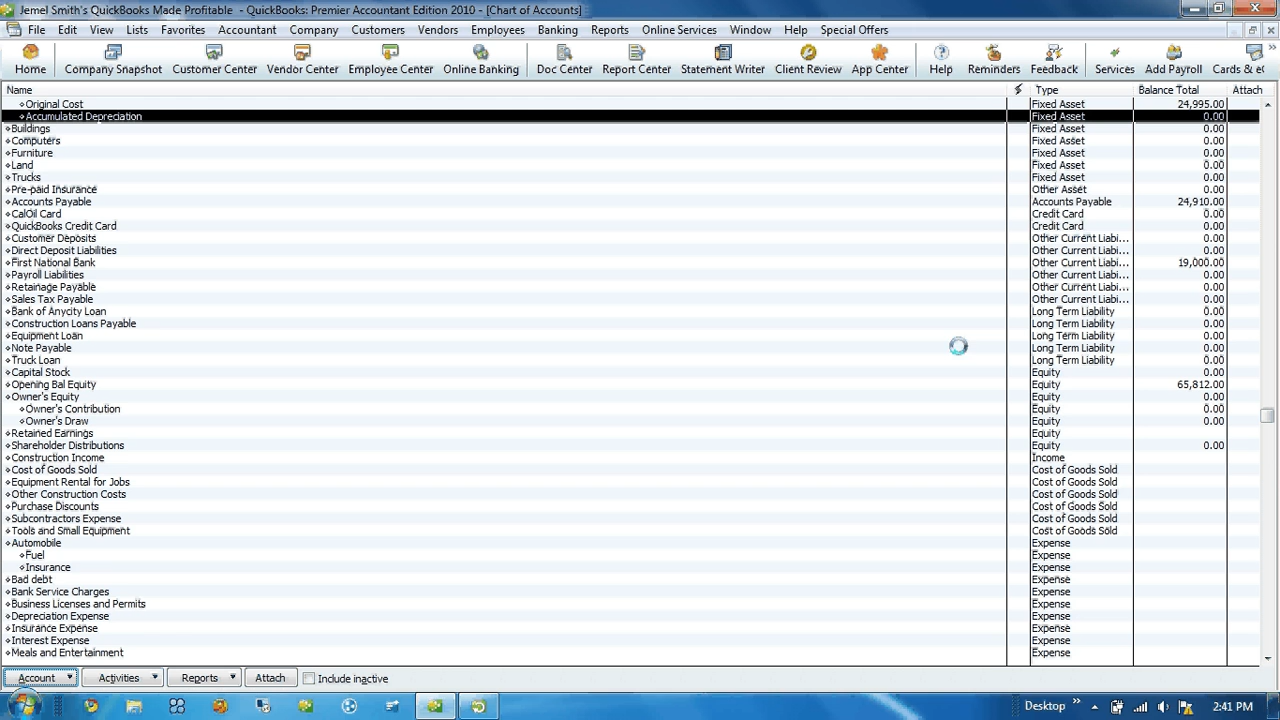 Jemel Smith's QuickBooks Made Profitable - QuickBooks: Premier Accountant Edition 2010 - [Chart of Accounts]
File Edit View Lists Favorites Accountant Company Customers Vendors Employees Banking Reports Online Services Window Help Special Offers
Home Company Snapshot Customer Center Vendor Center Employee Center Online Banking Doc Center Report Center Statement Writer Client Review App Center Help Reminders Feedback Services Add Payroll Cards & eC
Name Type Balance Total Attach
Original Cost Fixed Asset 24,995.00
Accumulated Depreciation Fixed Asset 0.00
Buildings Fixed Asset 0.00
Computers Fixed Asset 0.00
Furniture Fixed Asset 0.00
Land Fixed Asset 0.00
Trucks Fixed Asset 0.00
Pre-paid Insurance Other Asset 0.00
Accounts Payable Accounts Payable 24,910.00
CalOil Card Credit Card 0.00
QuickBooks Credit Card Credit Card 0.00
Customer Deposits Other Current Liabi... 0.00
Direct Deposit Liabilities Other Current Liabi... 0.00
First National Bank Other Current Liabi... 19,000.00
Payroll Liabilities Other Current Liabi... 0.00
Retainage Payable Other Current Liabi... 0.00
Sales Tax Payable Other Current Liabi... 0.00
Bank of Anycity Loan Long Term Liability 0.00
Construction Loans Payable Long Term Liability 0.00
Equipment Loan Long Term Liability 0.00
Note Payable Long Term Liability 0.00
Truck Loan Long Term Liability 0.00
Capital Stock Equity 0.00
Opening Bal Equity Equity 65,812.00
Owner's Equity Equity 0.00
Owner's Contribution Equity 0.00
Owner's Draw Equity 0.00
Retained Earnings Equity
Shareholder Distributions Equity 0.00
Construction Income Income
Cost of Goods Sold Cost of Goods Sold
Equipment Rental for Jobs Cost of Goods Sold
Other Construction Costs Cost of Goods Sold
Purchase Discounts Cost of Goods Sold
Subcontractors Expense Cost of Goods Sold
Tools and Small Equipment Cost of Goods Sold
Automobile Expense
Fuel Expense
Insurance Expense
Bad debt Expense
Bank Service Charges Expense
Business Licenses and Permits Expense
Depreciation Expense Expense
Insurance Expense Expense
Interest Expense Expense
Meals and Entertainment Expense
Account Activities Reports Attach Include inactive
Desktop 2:41 PM